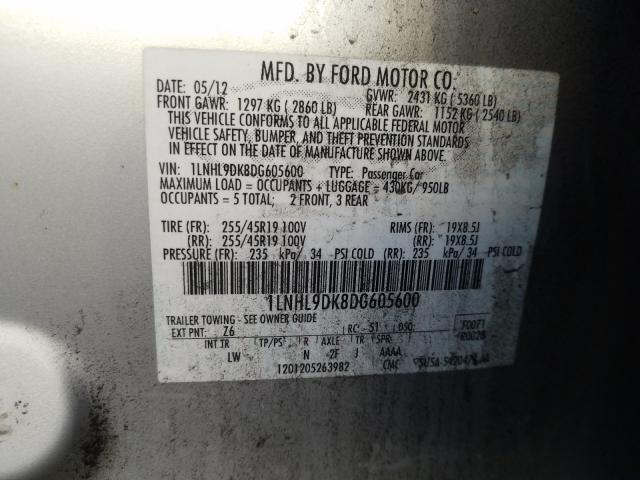 MFD. BY FORD MOTOR CO.
DATE: 05/12 GVWR: 2431 KG ( 5360 LB)
FRONT GAWR: 1297 KG ( 2860 LB) REAR GAWR: 1152 KG ( 2540 LB)
THIS VEHICLE CONFORMS TO ALL APPLICABLE FEDERAL MOTOR
VEHICLE SAFETY, BUMPER, AND THEFT PREVENTION STANDARDS
IN EFFECT ON THE DATE OF MANUFACTURE SHOWN ABOVE.
VIN: 1LNHL9DK8DG605600 TYPE: Passenger Car
MAXIMUM LOAD = OCCUPANTS + LUGGAGE = 430KG / 950LB
OCCUPANTS = 5 TOTAL; 2 FRONT, 3 REAR
TIRE (FR): 255/45R19 100V RIMS (FR): 19X8.5J
(RR): 255/45R19 100V (RR): 19X8.5J
PRESSURE (FR): 235 kPa/ 34 PSI COLD (RR): 235 kPa/ 34 PSI COLD
1LNHL9DK8DG605600
TRAILER TOWING - SEE OWNER GUIDE
EXT PNT: Z6 RC: 51 DSO: F0071
R0028
INT TR TP/PS R AXLE TR SPR
LW N 2F J AAAA
1201205263982 CMC